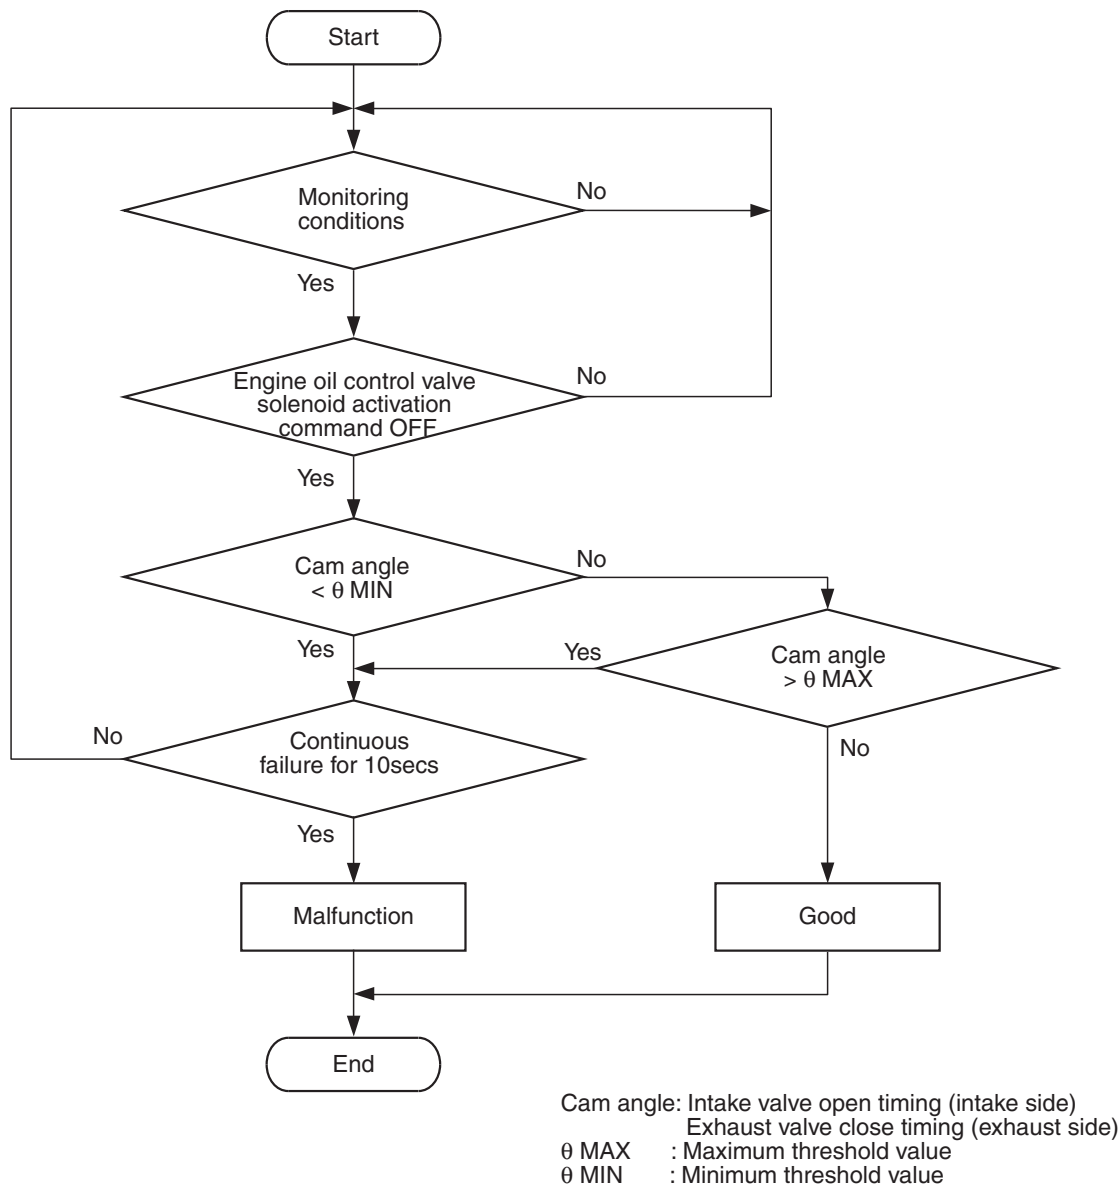 Start
Monitoring
conditions
No
Yes
Engine oil control valve
solenoid activation
command OFF
No
Yes
Cam angle
< θ MIN
No
Yes
Yes
Cam angle
> θ MAX
No
Continuous
failure for 10secs
No
Yes
Malfunction
Good
End
Cam angle: Intake valve open timing (intake side)
Exhaust valve close timing (exhaust side)
θ MAX : Maximum threshold value
θ MIN : Minimum threshold value